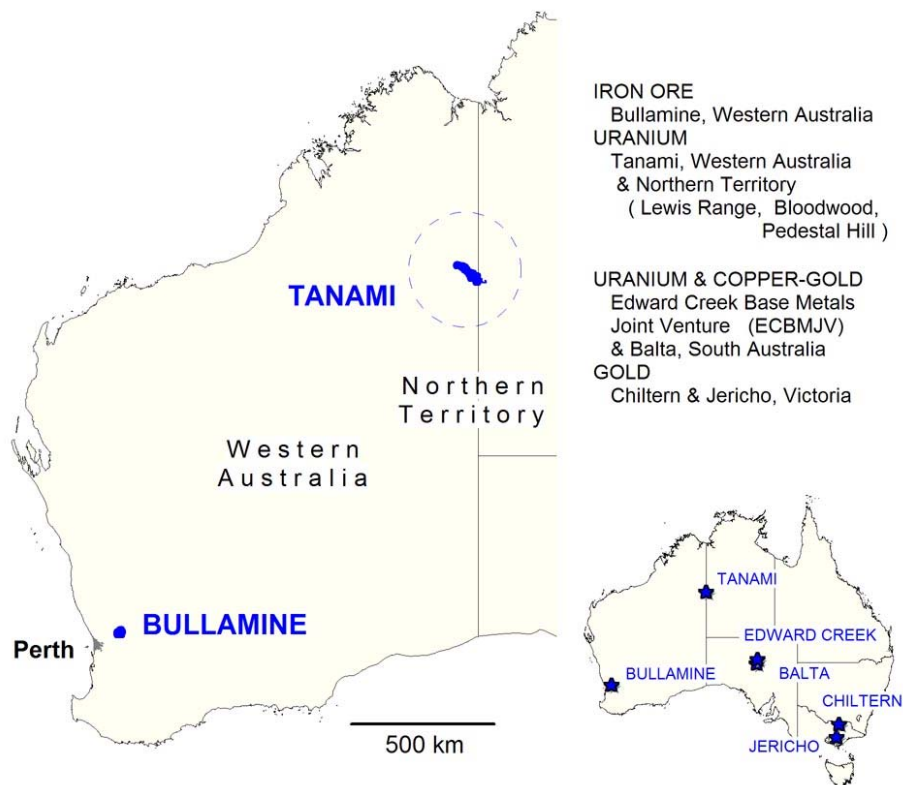 IRON ORE
Bullamine, Western Australia
URANIUM
Tanami, Western Australia
& Northern Territory
( Lewis Range, Bloodwood,
Pedestal Hill )
URANIUM & COPPER-GOLD
Edward Creek Base Metals
Joint Venture (ECBMJV)
& Balta, South Australia
GOLD
Chiltern & Jericho, Victoria
TANAMI
Northern
Territory
Western
Australia
BULLAMINE
Perth
500 km
TANAMI
EDWARD CREEK
BULLAMINE
BALTA
CHILTERN
JERICHO